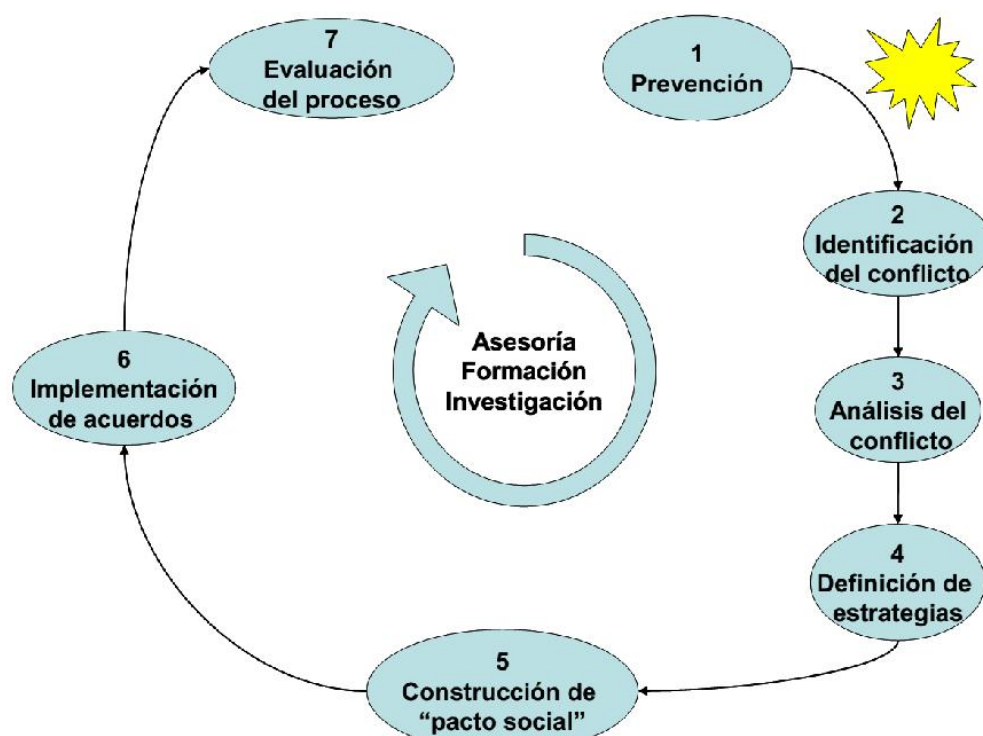 1
Prevención
2
Identificación
del conflicto
3
Análisis del
conflicto
4
Definición de
estrategias
5
Construcción de
“pacto social”
6
Implementación
de acuerdos
7
Evaluación
del proceso
Asesoría
Formación
Investigación